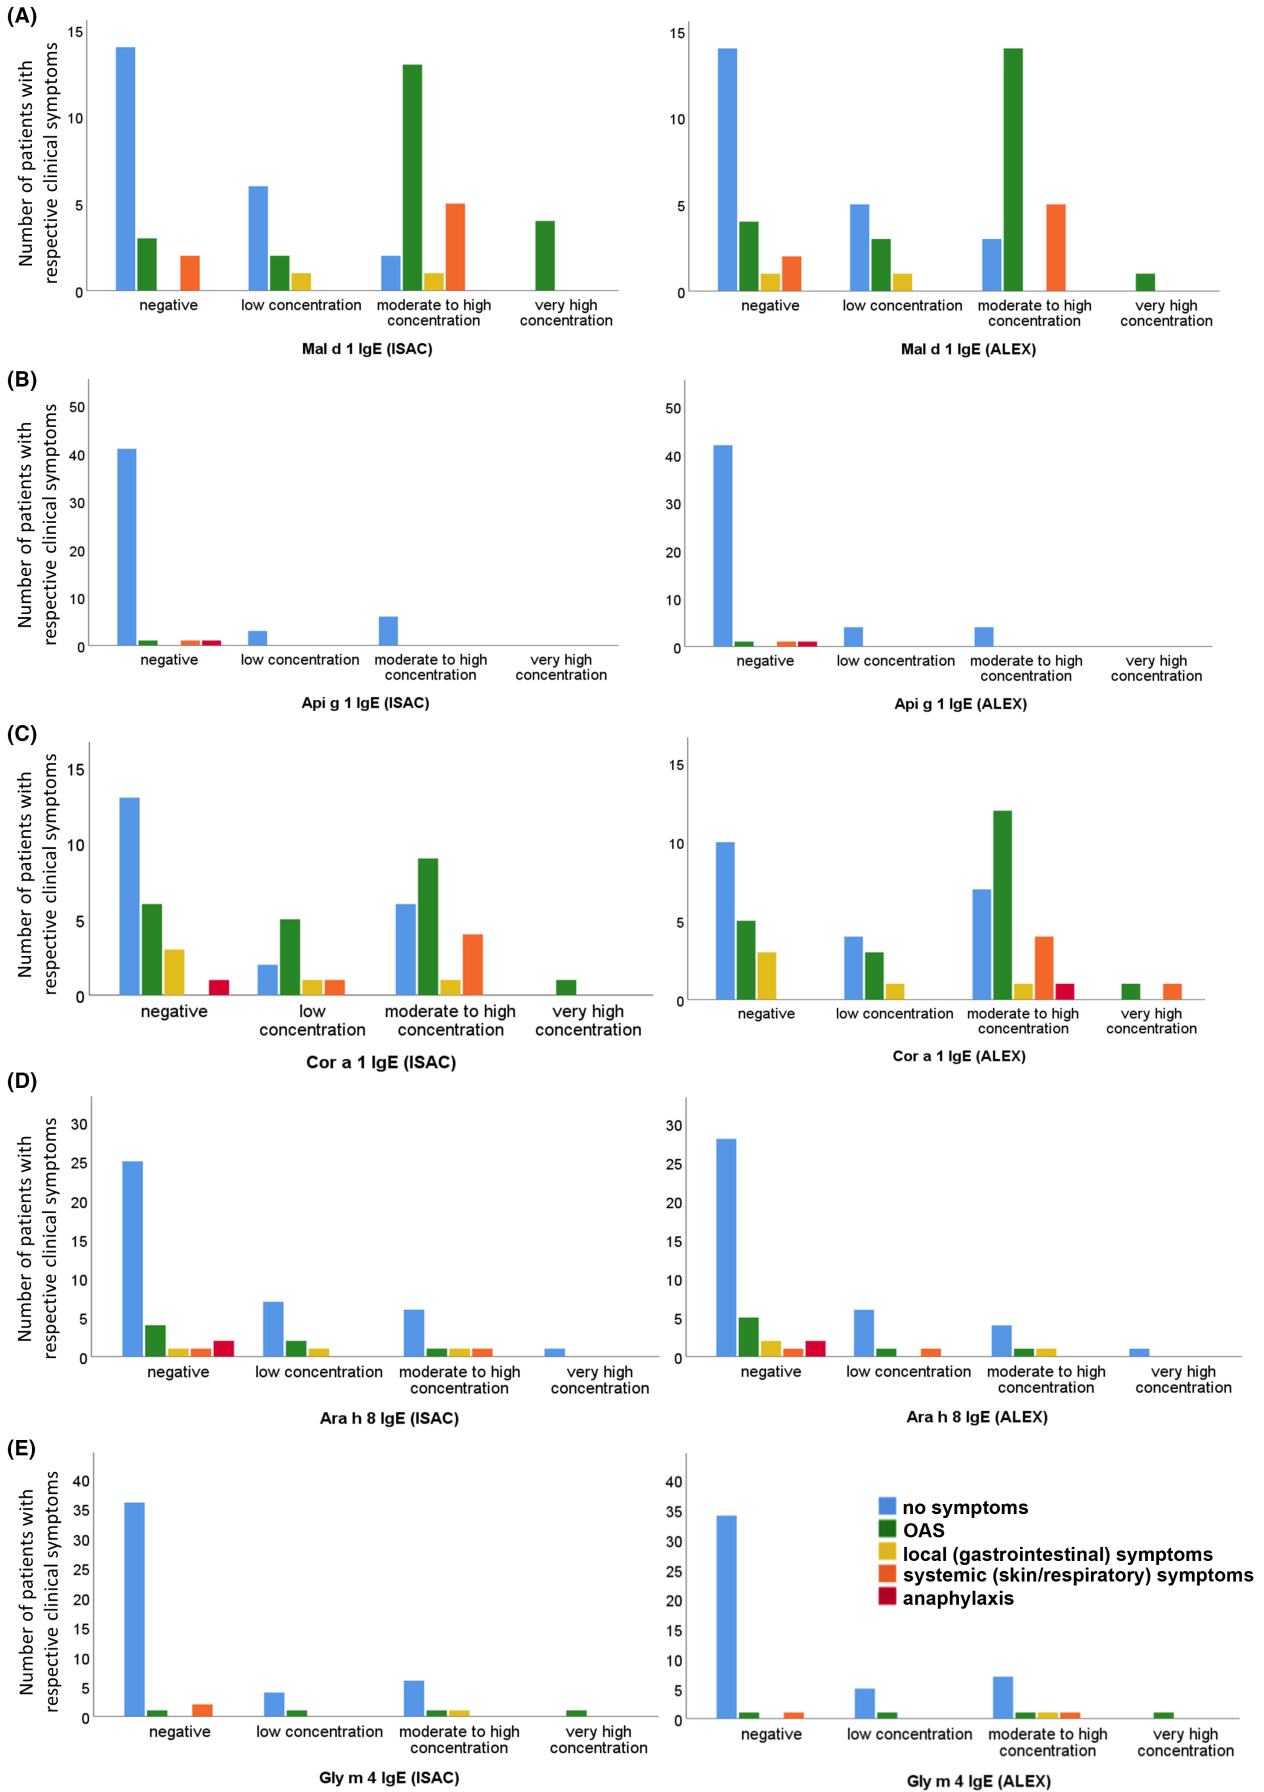 (A)
Number of patients with
respective clinical symptoms
15
10
5
0
negative
low concentration
moderate to high
concentration
very high
concentration
Mal d 1 IgE (ISAC)
15
10
5
0
negative
low concentration
moderate to high
concentration
very high
concentration
Mal d 1 IgE (ALEX)
(B)
Number of patients with
respective clinical symptoms
50
40
30
20
10
0
negative
low concentration
moderate to high
concentration
very high
concentration
Api g 1 IgE (ISAC)
50
40
30
20
10
0
negative
low concentration
moderate to high
concentration
very high
concentration
Api g 1 IgE (ALEX)
(C)
Number of patients with
respective clinical symptoms
15
10
5
0
negative
low
concentration
moderate to high
concentration
very high
concentration
Cor a 1 IgE (ISAC)
15
10
5
0
negative
low concentration
moderate to high
concentration
very high
concentration
Cor a 1 IgE (ALEX)
(D)
Number of patients with
respective clinical symptoms
30
25
20
15
10
5
0
negative
low concentration
moderate to high
concentration
very high
concentration
Ara h 8 IgE (ISAC)
30
25
20
15
10
5
0
negative
low concentration
moderate to high
concentration
very high
concentration
Ara h 8 IgE (ALEX)
(E)
Number of patients with
respective clinical symptoms
40
35
30
25
20
15
10
5
0
negative
low concentration
moderate to high
concentration
very high
concentration
Gly m 4 IgE (ISAC)
40
35
30
25
20
15
10
5
0
no symptoms
OAS
local (gastrointestinal) symptoms
systemic (skin/respiratory) symptoms
anaphylaxis
negative
low concentration
moderate to high
concentration
very high
concentration
Gly m 4 IgE (ALEX)